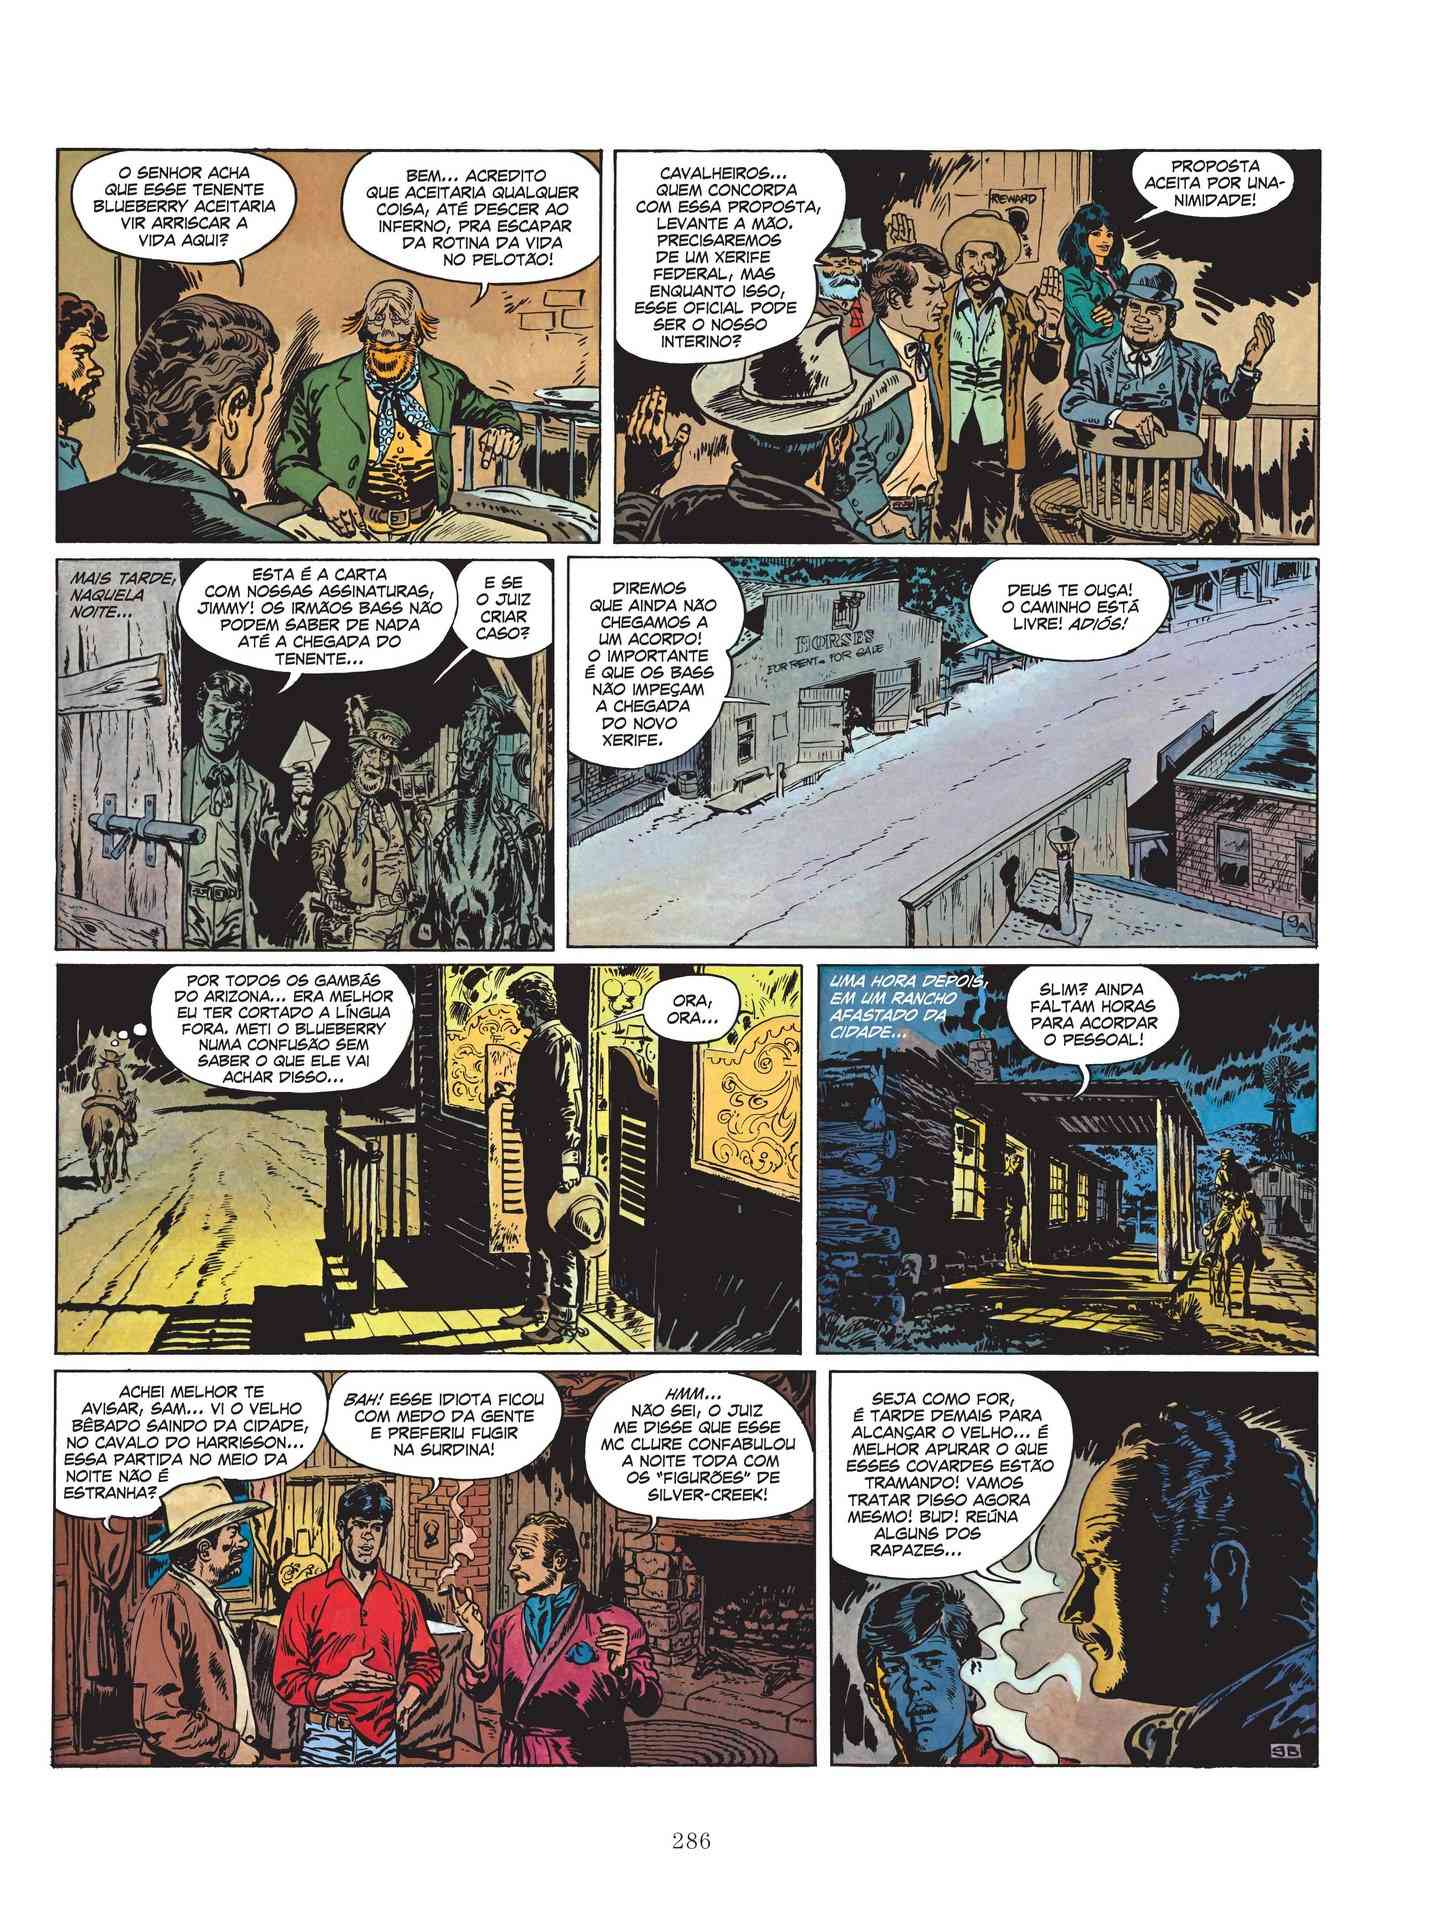 O SENHOR ACHA
QUE ESSE TENENTE
BLUEBERRY ACEITARIA
VIR ARRISCAR A
VIDA AQUI?
BEM... ACREDITO
QUE ACEITARIA QUALQUER
COISA, ATÉ DESCER AO
INFERNO, PRA ESCAPAR
DA ROTINA DA VIDA
NO PELOTÃO!
CAVALHEIROS...
QUEM CONCORDA
COM ESSA PROPOSTA,
LEVANTE A MÃO.
PRECISAREMOS
DE UM XERIFE
FEDERAL, MAS
ENQUANTO ISSO,
ESSE OFICIAL PODE
SER O NOSSO
INTERINO?
REWARD
PROPOSTA
ACEITA POR UNA-
NIMIDADE!
MAIS TARDE,
NAQUELA
NOITE...
ESTA É A CARTA
COM NOSSAS ASSINATURAS,
JIMMY! OS IRMÃOS BASS NÃO
PODEM SABER DE NADA
ATÉ A CHEGADA DO
TENENTE...
E SE
O JUIZ
CRIAR
CASO?
DIREMOS
QUE AINDA NÃO
CHEGAMOS A
UM ACORDO!
O IMPORTANTE
É QUE OS BASS
NÃO IMPEÇAM
A CHEGADA
DO NOVO
XERIFE.
HORSES
FOR RENT - FOR SALE
DEUS TE OUÇA!
O CAMINHO ESTÁ
LIVRE! ADIÓS!
9A
POR TODOS OS GAMBÁS
DO ARIZONA... ERA MELHOR
EU TER CORTADO A LÍNGUA
FORA. METI O BLUEBERRY
NUMA CONFUSÃO SEM
SABER O QUE ELE VAI
ACHAR DISSO...
ORA,
ORA...
UMA HORA DEPOIS,
EM UM RANCHO
AFASTADO DA
CIDADE...
SLIM? AINDA
FALTAM HORAS
PARA ACORDAR
O PESSOAL!
ACHEI MELHOR TE
AVISAR, SAM... VI O VELHO
BÊBADO SAINDO DA CIDADE,
NO CAVALO DO HARRISSON...
ESSA PARTIDA NO MEIO DA
NOITE NÃO É
ESTRANHA?
BAH! ESSE IDIOTA FICOU
COM MEDO DA GENTE
E PREFERIU FUGIR
NA SURDINA!
HMM...
NÃO SEI, O JUIZ
ME DISSE QUE ESSE
MC CLURE CONFABULOU
A NOITE TODA COM
OS "FIGURÕES" DE
SILVER-CREEK!
SEJA COMO FOR,
É TARDE DEMAIS PARA
ALCANÇAR O VELHO... É
MELHOR APURAR O QUE
ESSES COVARDES ESTÃO
TRAMANDO! VAMOS
TRATAR DISSO AGORA
MESMO! BUD! REÚNA
ALGUNS DOS
RAPAZES...
9B
286